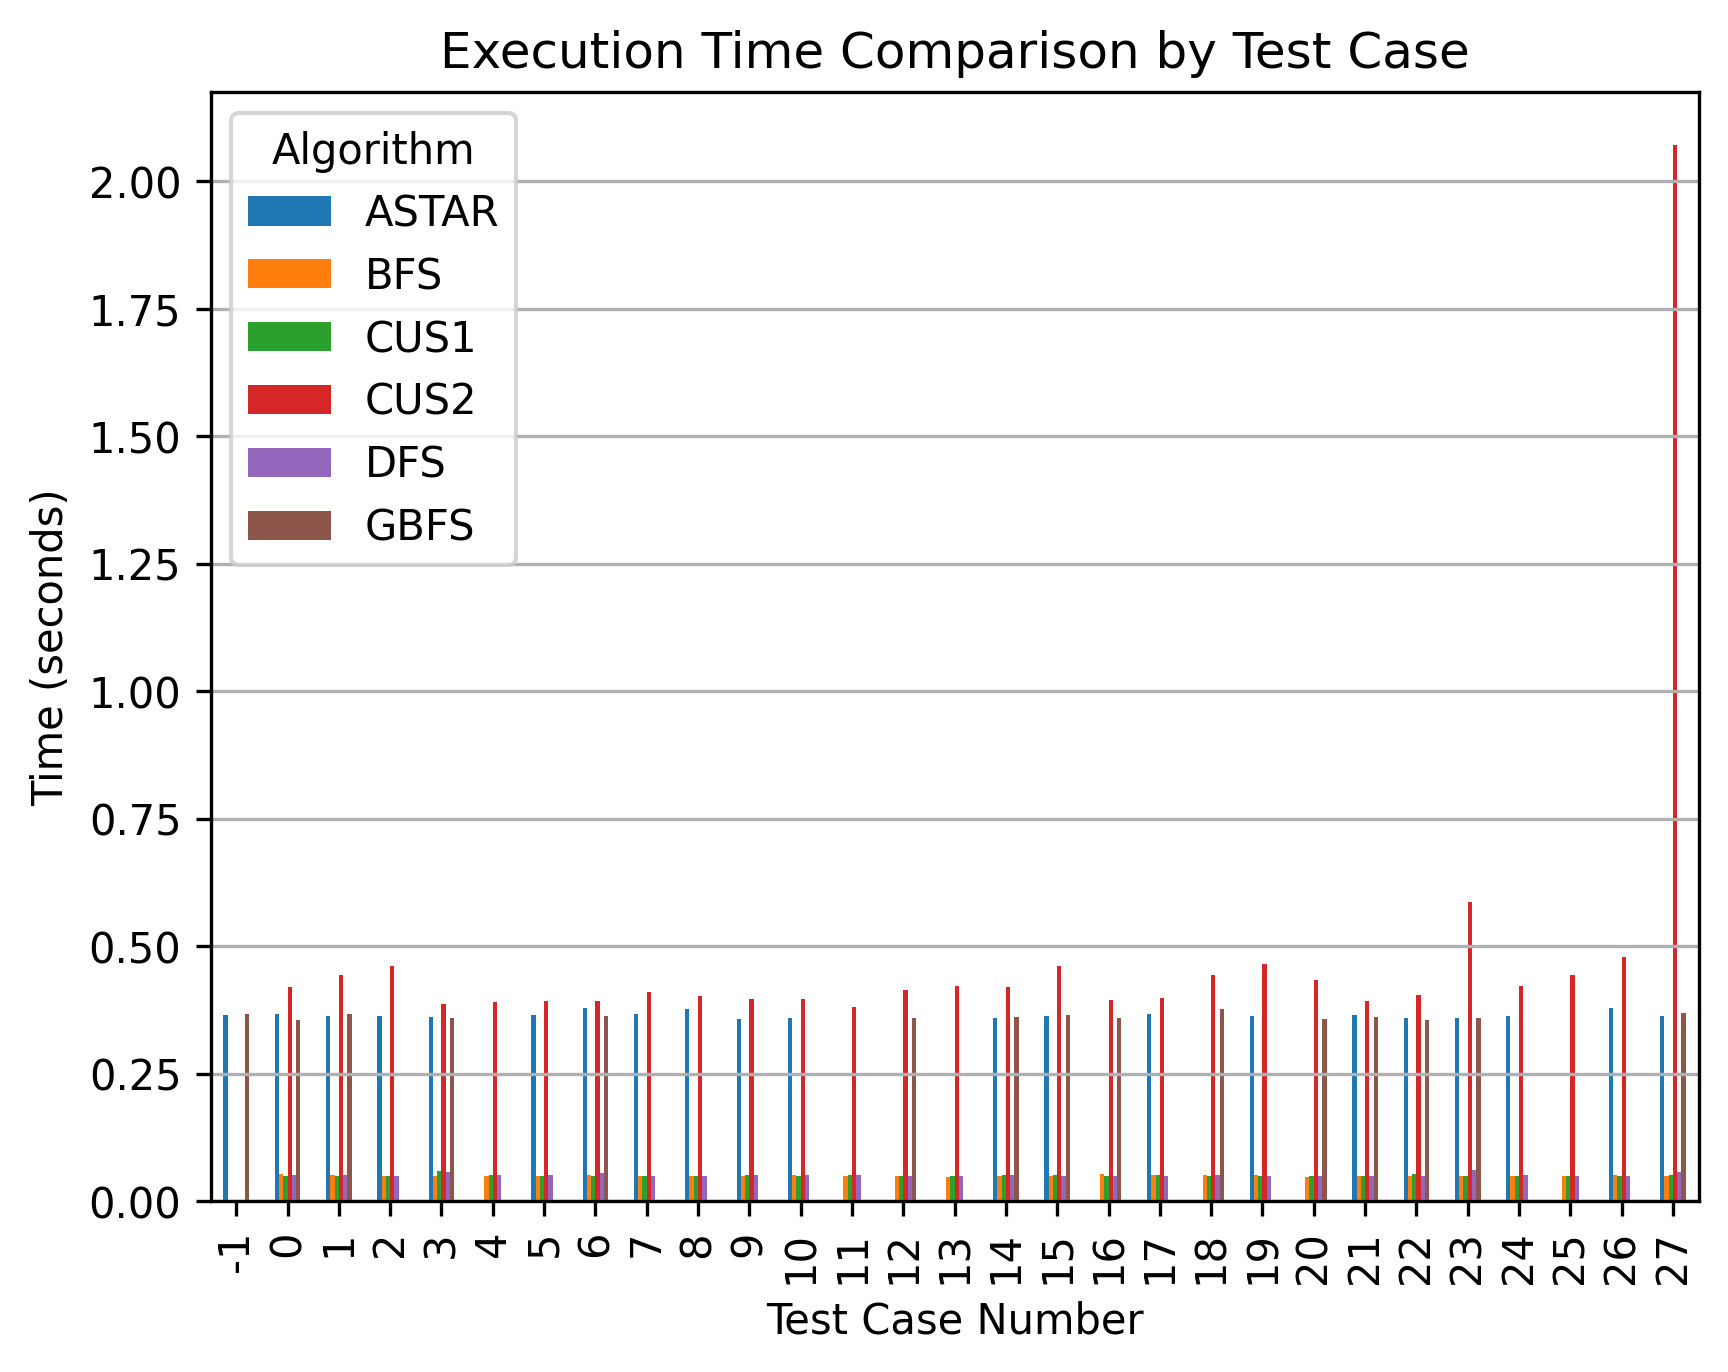 Execution Time Comparison by Test Case
Algorithm
ASTAR
BFS
CUS1
CUS2
DFS
GBFS
Time (seconds)
2.00
1.75
1.50
1.25
1.00
0.75
0.50
0.25
0.00
-1 0 1 2 3 4 5 6 7 8 9 10 11 12 13 14 15 16 17 18 19 20 21 22 23 24 25 26 27
Test Case Number